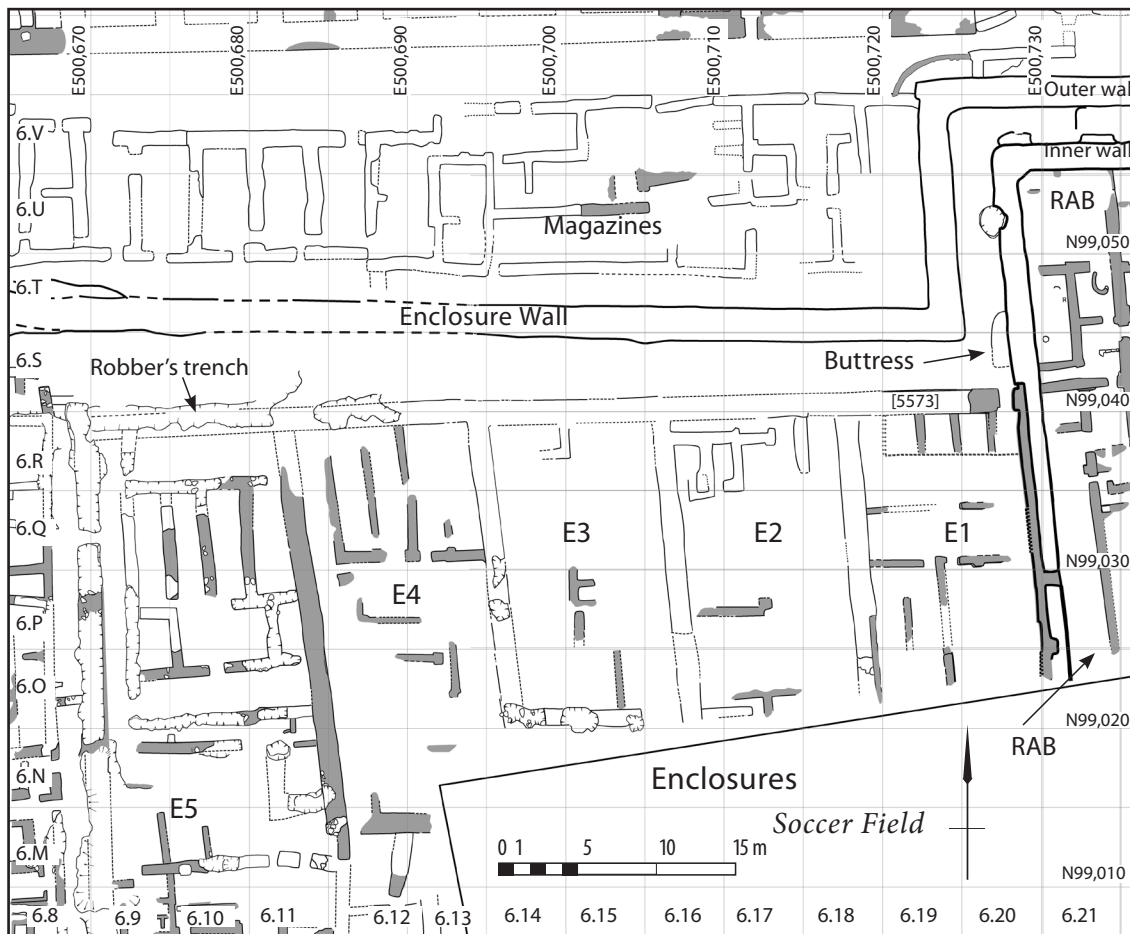 E500,670
E500,680
E500,690
E500,700
E500,710
E500,720
E500,730
Outer wall
6.V
Inner wall
6.U
RAB
Magazines
N99,050
6.T
Enclosure Wall
R
6.S
Robber's trench
Buttress
[5573]
N99,040
6.R
6.Q
E3
E2
E1
N99,030
E4
6.P
6.O
N99,020
RAB
6.N
Enclosures
E5
Soccer Field
6.M
0 1 5 10 15 m
N99,010
6.8 6.9 6.10 6.11 6.12 6.13 6.14 6.15 6.16 6.17 6.18 6.19 6.20 6.21